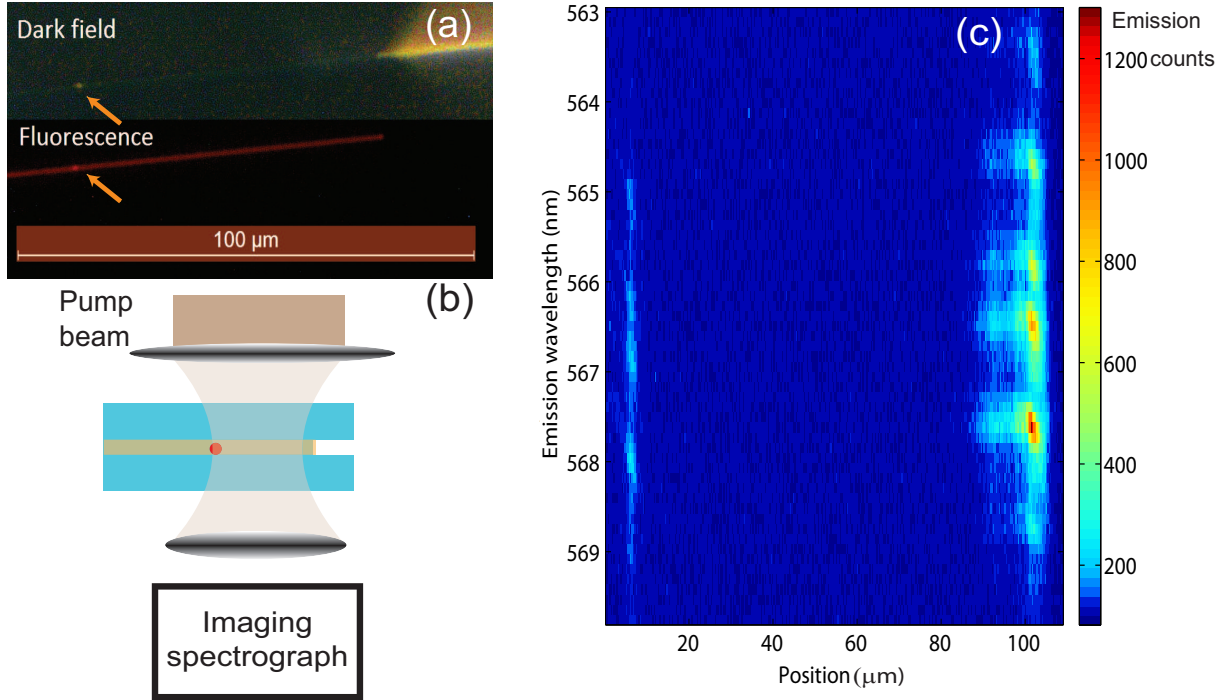 Dark field
(a)
Fluorescence
100 μm
(b)
Pump
beam
Imaging
spectrograph
(c)
563
564
565
566
567
568
569
Emission wavelength (nm)
20
40
60
80
100
Position (μm)
Emission
counts
1200
1000
800
600
400
200